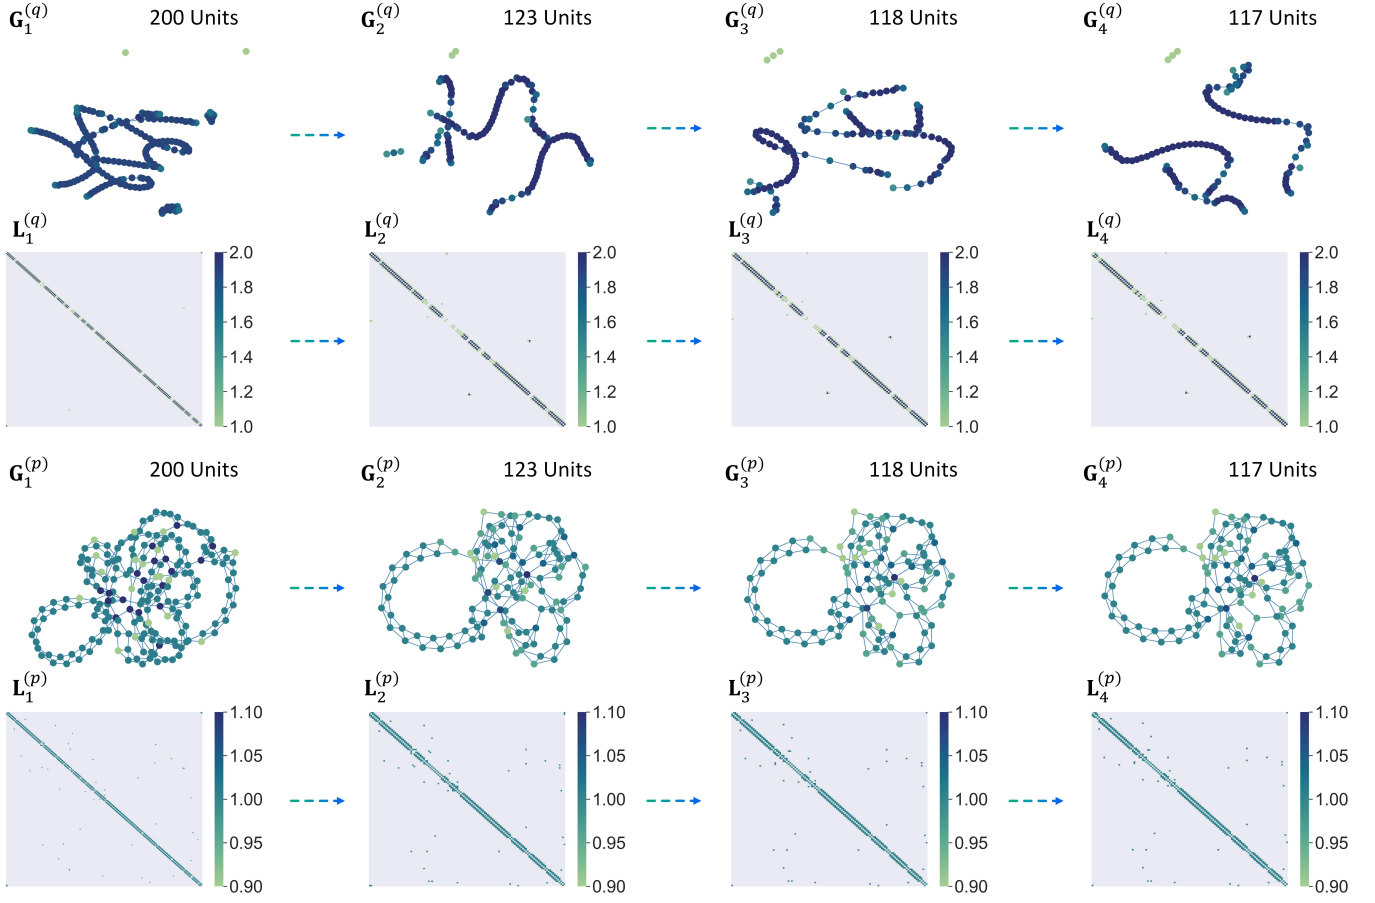 G₁⁽q⁾ 200 Units G₂⁽q⁾ 123 Units G₃⁽q⁾ 118 Units G₄⁽q⁾ 117 Units
L₁⁽q⁾ L₂⁽q⁾ L₃⁽q⁾ L₄⁽q⁾
2.0 2.0 2.0 2.0
1.8 1.8 1.8 1.8
1.6 1.6 1.6 1.6
1.4 1.4 1.4 1.4
1.2 1.2 1.2 1.2
1.0 1.0 1.0 1.0
G₁⁽p⁾ 200 Units G₂⁽p⁾ 123 Units G₃⁽p⁾ 118 Units G₄⁽p⁾ 117 Units
L₁⁽p⁾ L₂⁽p⁾ L₃⁽p⁾ L₄⁽p⁾
1.10 1.10 1.10 1.10
1.05 1.05 1.05 1.05
1.00 1.00 1.00 1.00
0.95 0.95 0.95 0.95
0.90 0.90 0.90 0.90